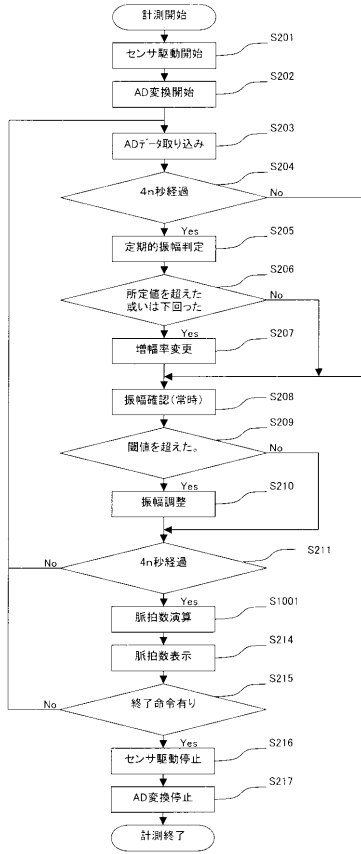 計測開始
S201
センサ駆動開始
S202
AD変換開始
S203
ADデータ取り込み
S204
4n秒経過
No
Yes
S205
定期的振幅判定
S206
所定値を超えた
或いは下回った
No
Yes
S207
増幅率変更
S208
振幅確認(常時)
S209
閾値を超えた。
No
Yes
S210
振幅調整
S211
4n秒経過
No
Yes
S1001
脈拍数演算
S214
脈拍数表示
S215
終了命令有り
No
Yes
S216
センサ駆動停止
S217
AD変換停止
計測終了